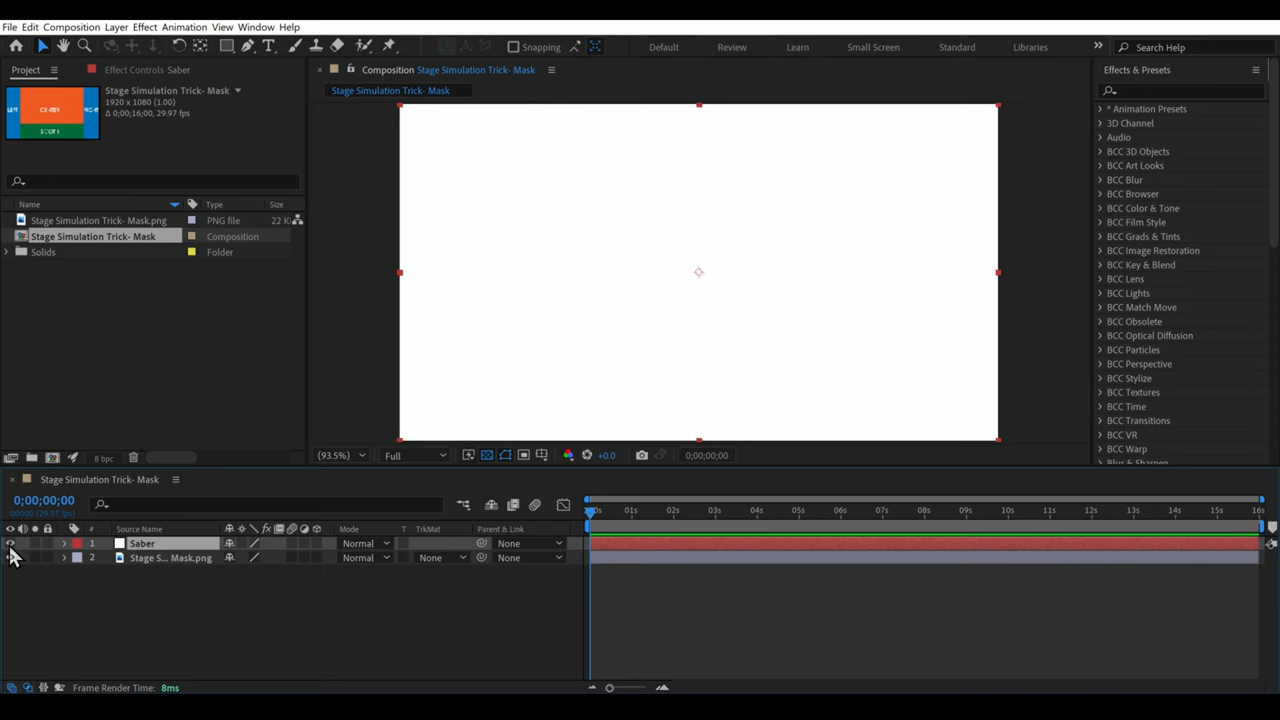 File Edit Composition Layer Effect Animation View Window Help
Snapping Default Review Learn Small Screen Standard Libraries Search Help
Project Effect Controls Saber Composition Stage Simulation Trick- Mask Effects & Presets
Stage Simulation Trick- Mask
1920 x 1080 (1.00)
Δ 0;00;16;00, 29.97 fps
CENTER
Stage Simulation Trick- Mask
Name Type Size
Stage Simulation Trick- Mask.png PNG file 22 K
Stage Simulation Trick- Mask Composition
Solids Folder
* Animation Presets
3D Channel
Audio
BCC 3D Objects
BCC Art Looks
BCC Blur
BCC Browser
BCC Color & Tone
BCC Film Style
BCC Grads & Tints
BCC Image Restoration
BCC Key & Blend
BCC Lens
BCC Lights
BCC Match Move
BCC Obsolete
BCC Optical Diffusion
BCC Particles
BCC Perspective
BCC Stylize
BCC Textures
BCC Time
BCC Transitions
BCC VR
BCC Warp
Blur & Sharpen
8 bpc (93.5%) Full +0.0 0;00;00;00
Stage Simulation Trick- Mask
0;00;00;00
00000 (29.97 fps)
01s 02s 03s 04s 05s 06s 07s 08s 09s 10s 11s 12s 13s 14s 15s 16s
# Source Name fx Mode T TrkMat Parent & Link
1 Saber Normal None
2 Stage S... Mask.png Normal None None
Frame Render Time: 8ms